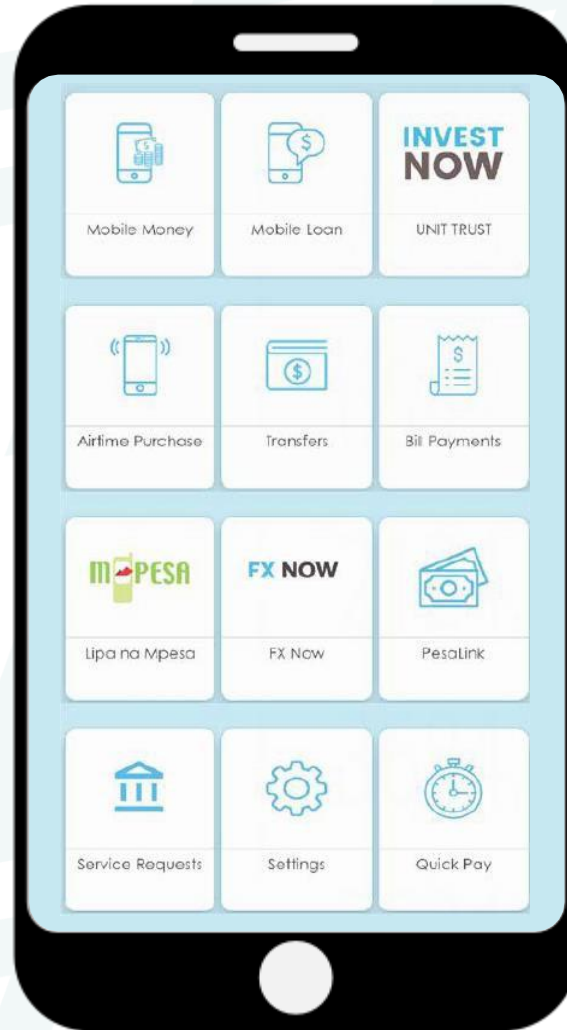 INVEST
NOW
Mobile Money
Mobile Loan
UNIT TRUST
$
Airtime Purchase
Transfers
Bill Payments
M-PESA
FX NOW
Lipa na Mpesa
FX Now
PesaLink
Service Requests
Settings
Quick Pay